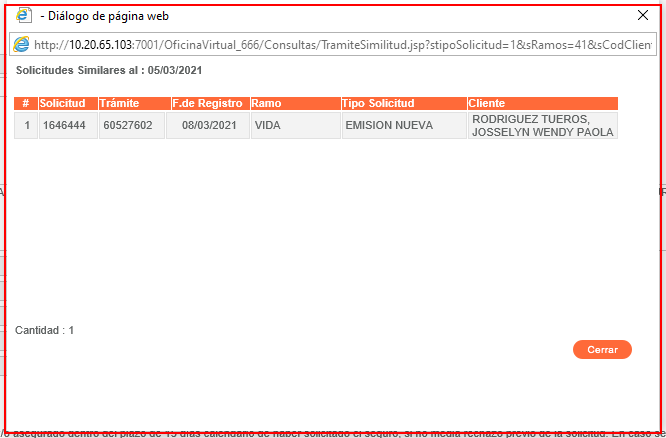 - Diálogo de página web
http://10.20.65.103:7001/OficinaVirtual_666/Consultas/TramiteSimilitud.jsp?stipoSolicitud=1&sRamos=41&sCodClien
Solicitudes Similares al : 05/03/2021
# Solicitud Trámite F.de Registro Ramo Tipo Solicitud Cliente
1 1646444 60527602 08/03/2021 VIDA EMISION NUEVA RODRIGUEZ TUEROS,
JOSSELYN WENDY PAOLA
Cantidad : 1
Cerrar
asegurado dentro del plazo de 15 días calendario de haber solicitado el seguro, si no media rechazo previo de la solicitud. En caso se